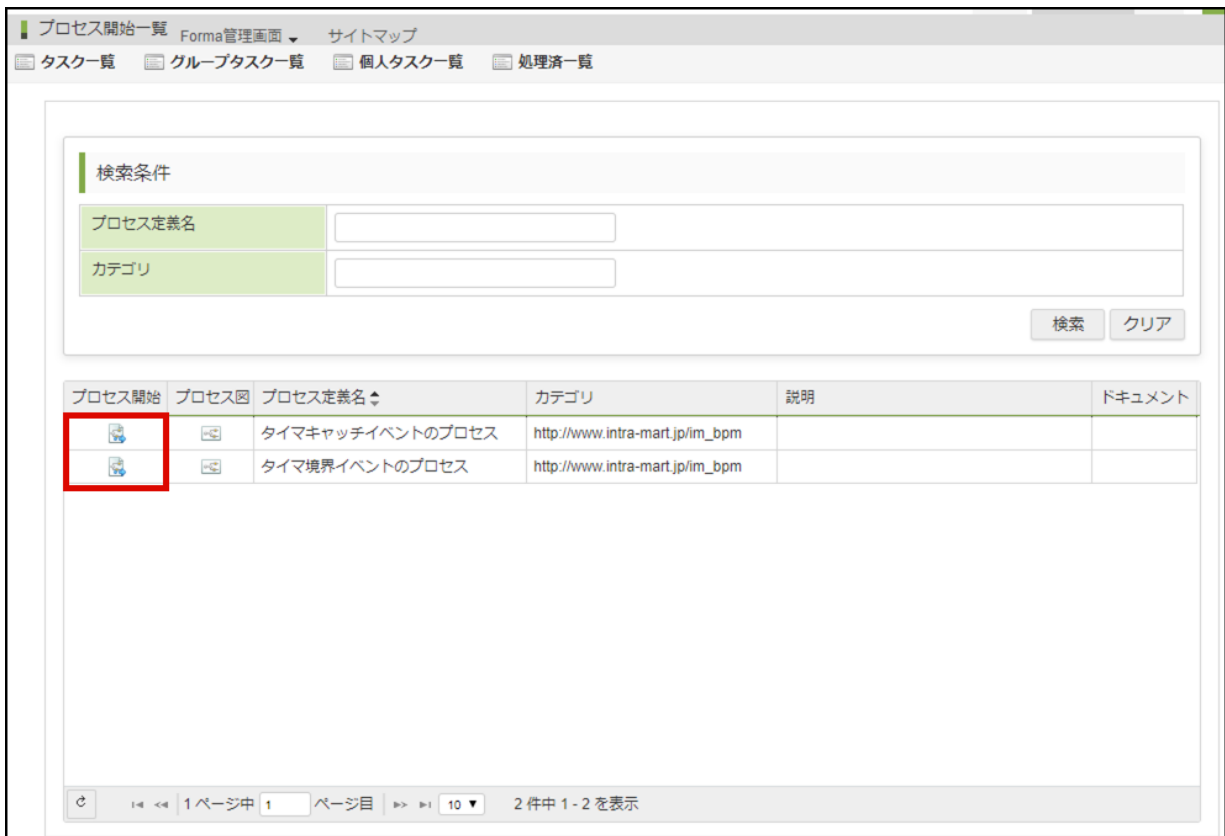 プロセス開始一覧 Forma管理画面 サイトマップ
タスク一覧 グループタスク一覧 個人タスク一覧 処理済一覧
検索条件
プロセス定義名
カテゴリ
検索 クリア
プロセス開始 プロセス図 プロセス定義名 カテゴリ 説明 ドキュメント
タイマキャッチイベントのプロセス http://www.intra-mart.jp/im_bpm
タイマ境界イベントのプロセス http://www.intra-mart.jp/im_bpm
1 ページ中 1 ページ目 10 2 件中 1 - 2 を表示